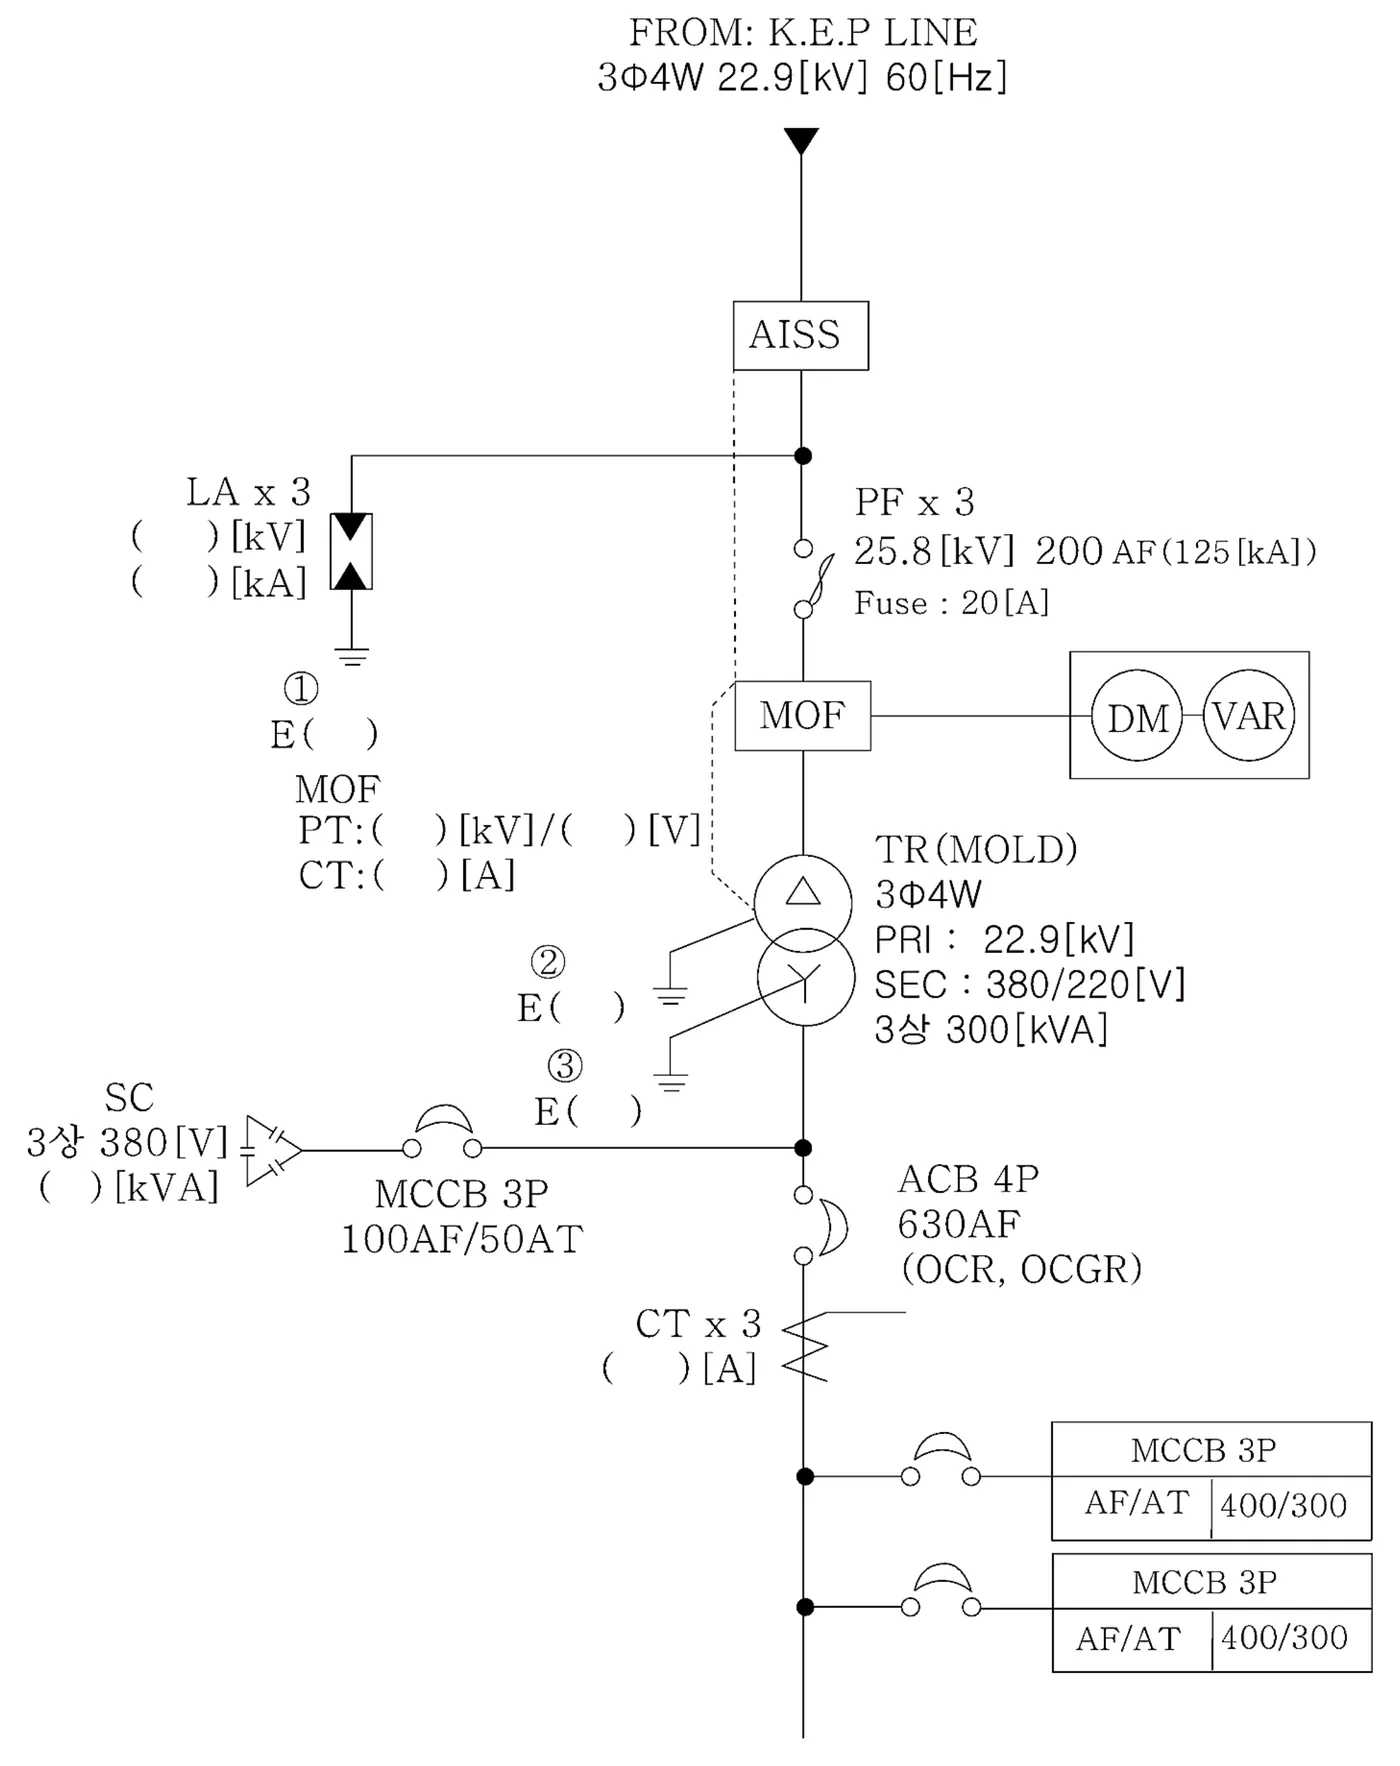 FROM: K.E.P LINE
3Φ4W 22.9[kV] 60[Hz]
AISS
LA x 3
(   )[kV]
(   )[kA]
①
E(   )
PF x 3
25.8[kV] 200 AF(125[kA])
Fuse : 20[A]
MOF
DM
VAR
MOF
PT:(   )[kV]/(   )[V]
CT:(   )[A]
TR(MOLD)
3Φ4W
PRI : 22.9[kV]
SEC : 380/220[V]
3상 300[kVA]
②
E(   )
③
E(   )
SC
3상 380[V]
(   )[kVA]
MCCB 3P
100AF/50AT
ACB 4P
630AF
(OCR, OCGR)
CT x 3
(   )[A]
MCCB 3P
AF/AT 400/300
MCCB 3P
AF/AT 400/300